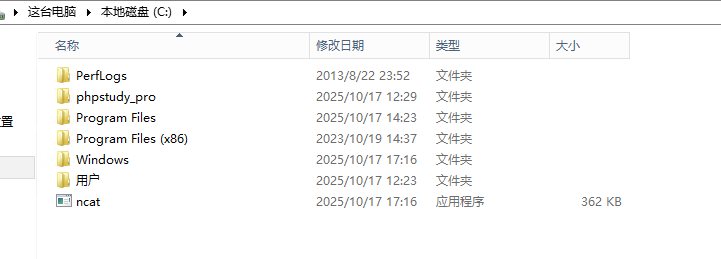 这台电脑 本地磁盘 (C:)
名称 修改日期 类型 大小
PerfLogs 2013/8/22 23:52 文件夹
phpstudy_pro 2025/10/17 12:29 文件夹
Program Files 2025/10/17 14:23 文件夹
置
Program Files (x86) 2023/10/19 14:37 文件夹
Windows 2025/10/17 17:16 文件夹
用户 2025/10/17 12:23 文件夹
ncat 2025/10/17 17:16 应用程序 362 KB